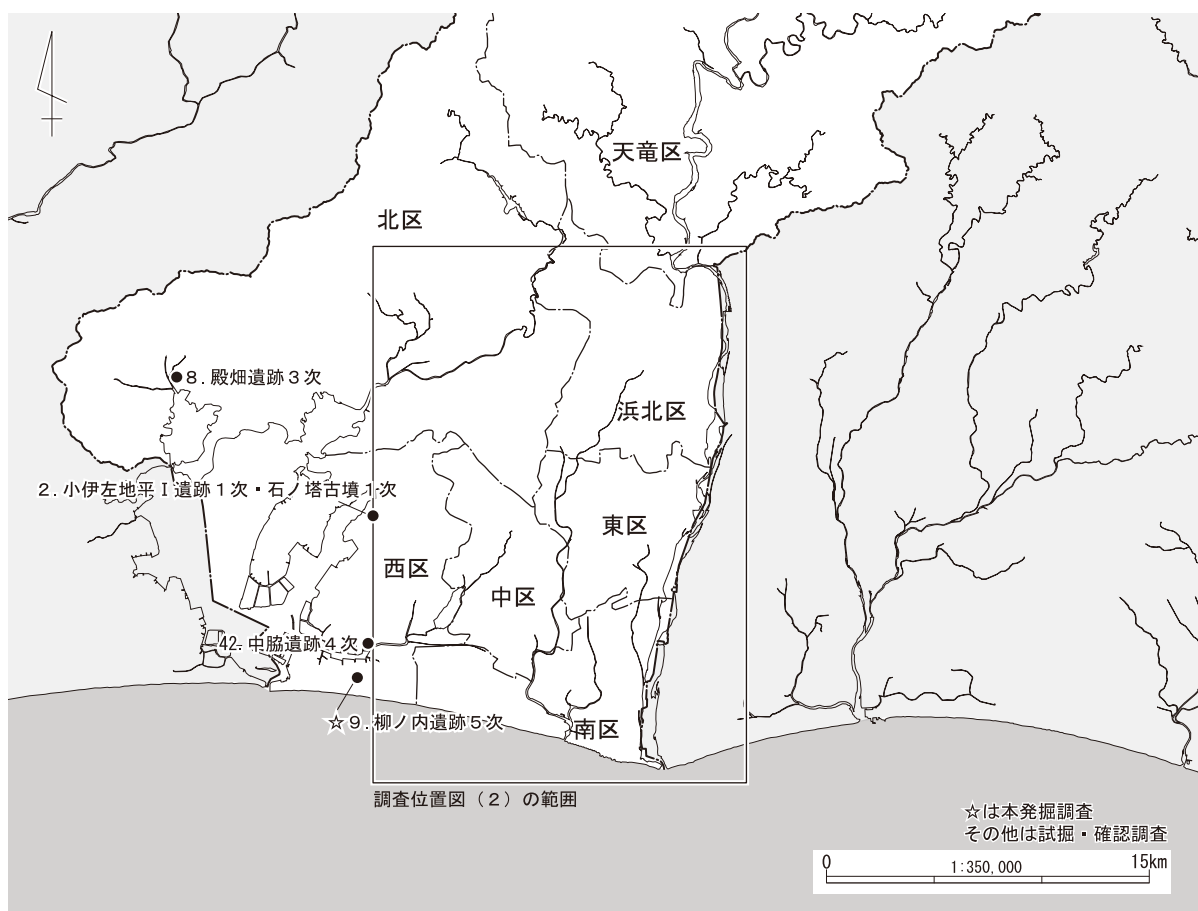 天竜区
北区
8. 殿畑遺跡３次
浜北区
2. 小伊左地平Ⅰ遺跡１次・石ノ塔古墳１次
東区
西区
中区
42. 中脇遺跡４次
☆９. 柳ノ内遺跡５次
南区
調査位置図（２）の範囲
☆は本発掘調査
その他は試掘・確認調査
0 1:350,000 15km